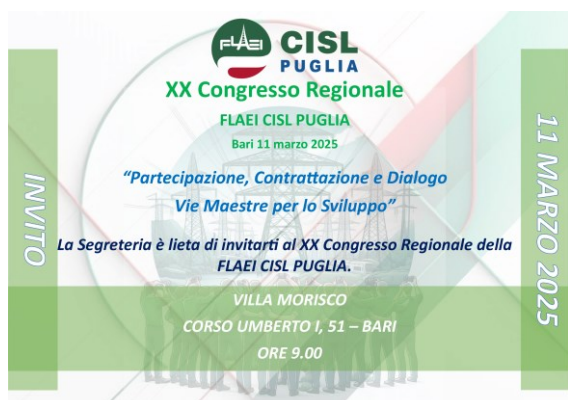 FLAEI CISL
PUGLIA
XX Congresso Regionale
FLAEI CISL PUGLIA
Bari 11 marzo 2025
“Partecipazione, Contrattazione e Dialogo
Vie Maestre per lo Sviluppo”
La Segreteria è lieta di invitarti al XX Congresso Regionale della
FLAEI CISL PUGLIA.
VILLA MORISCO
CORSO UMBERTO I, 51 – BARI
ORE 9.00
INVITO
11 MARZO 2025